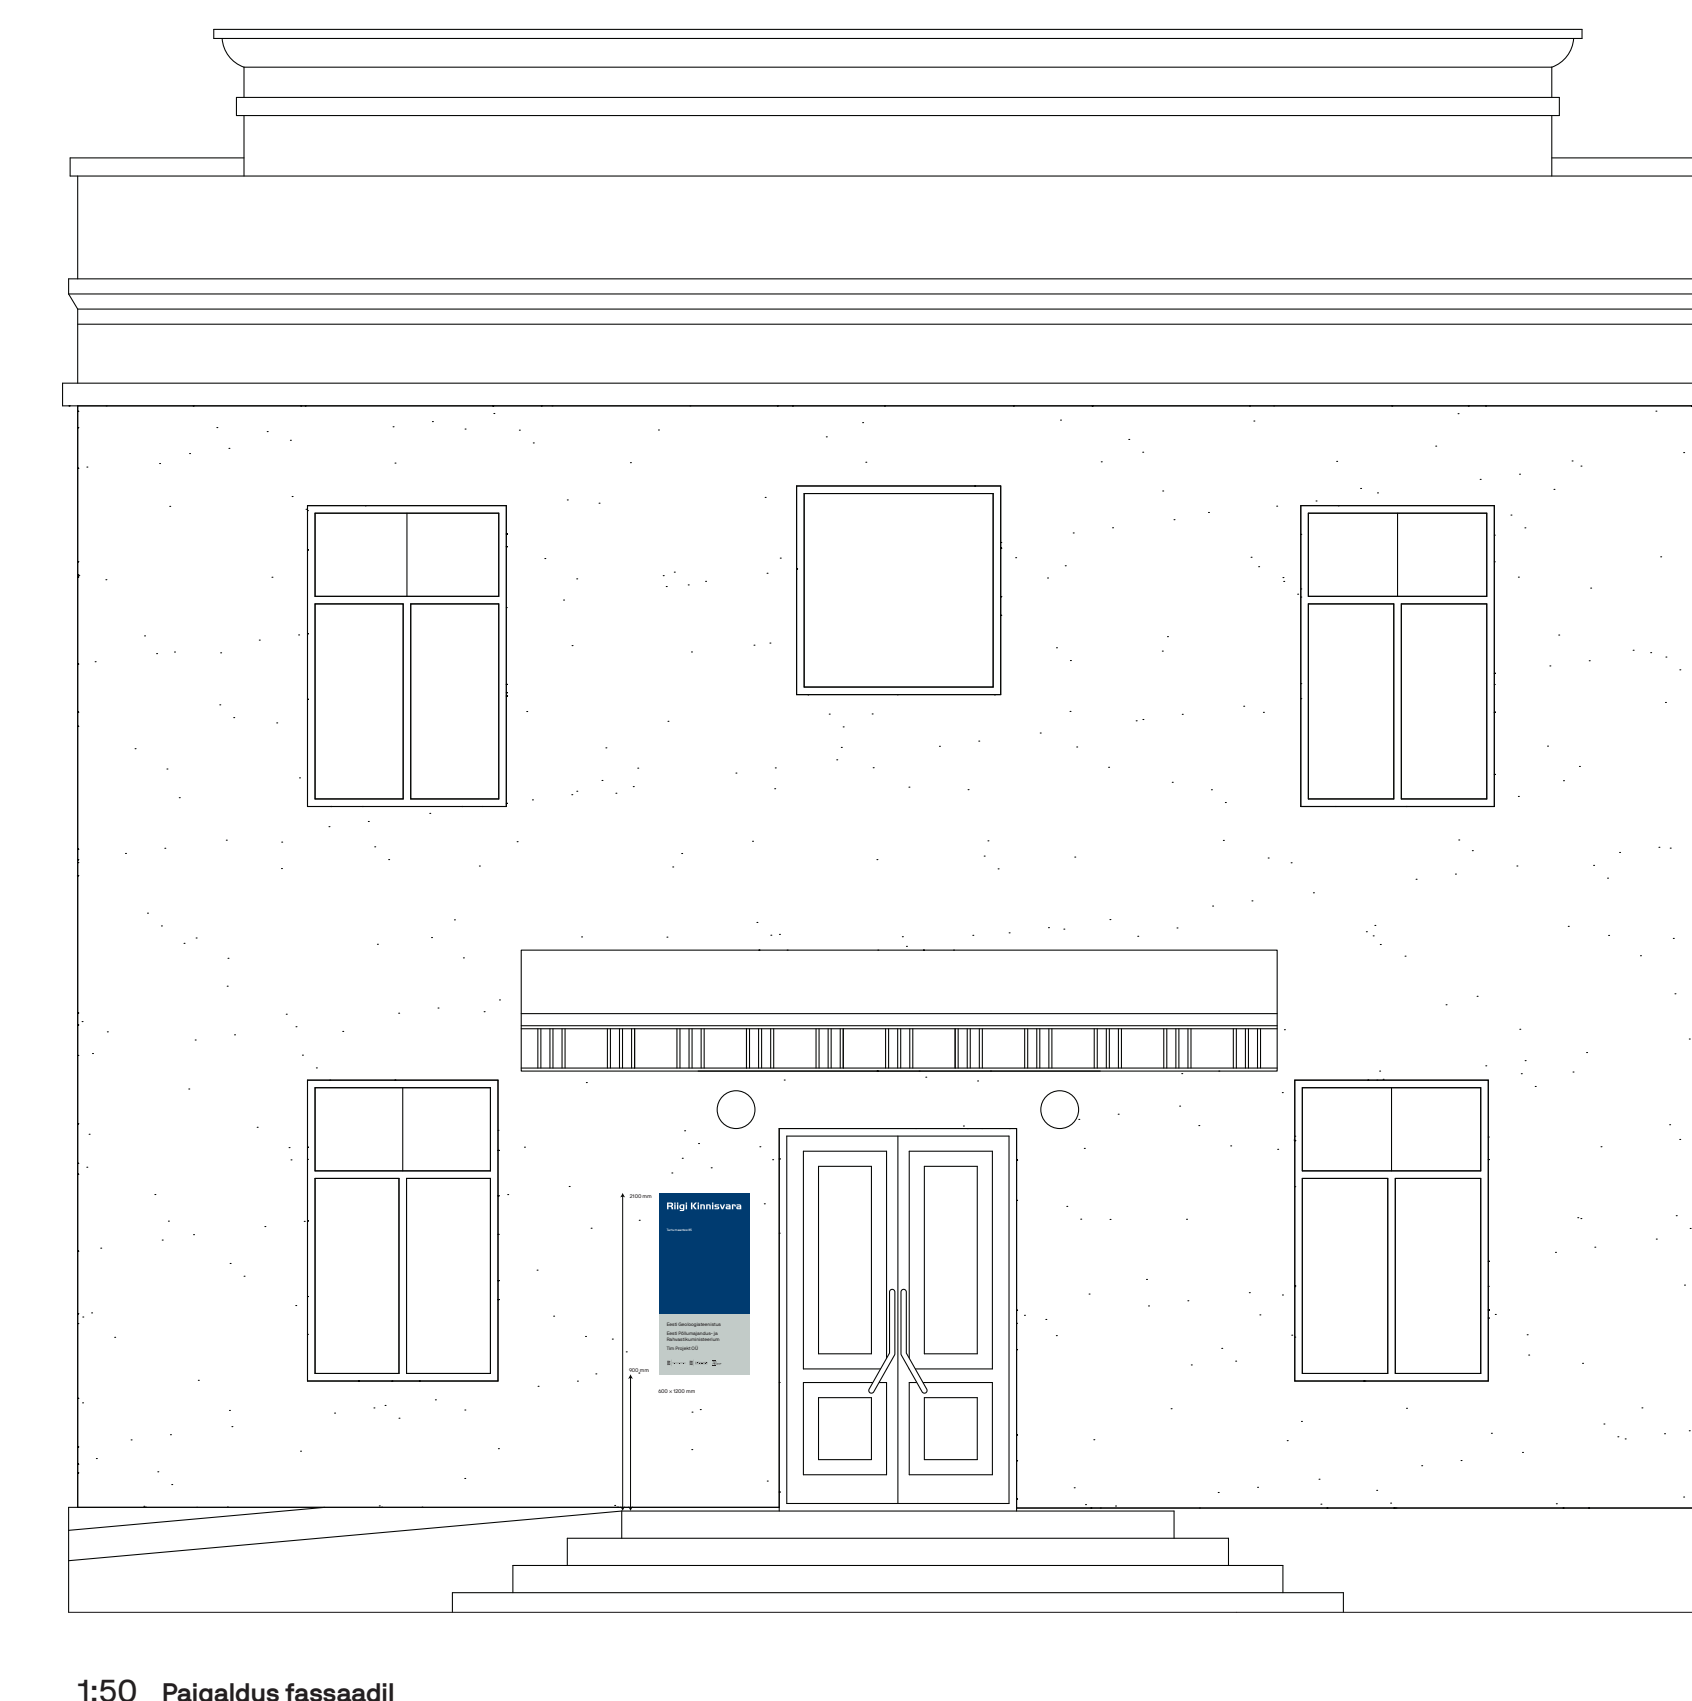 2100 mm
Riigi Kinnisvara
Eesti Geoloogiateenistus
Eesti Põllumajandus- ja
Rahvastikuministeerium
Tim Projekt OÜ
900 mm
600 x 1200 mm
1:50 Paigaldus fassaadil